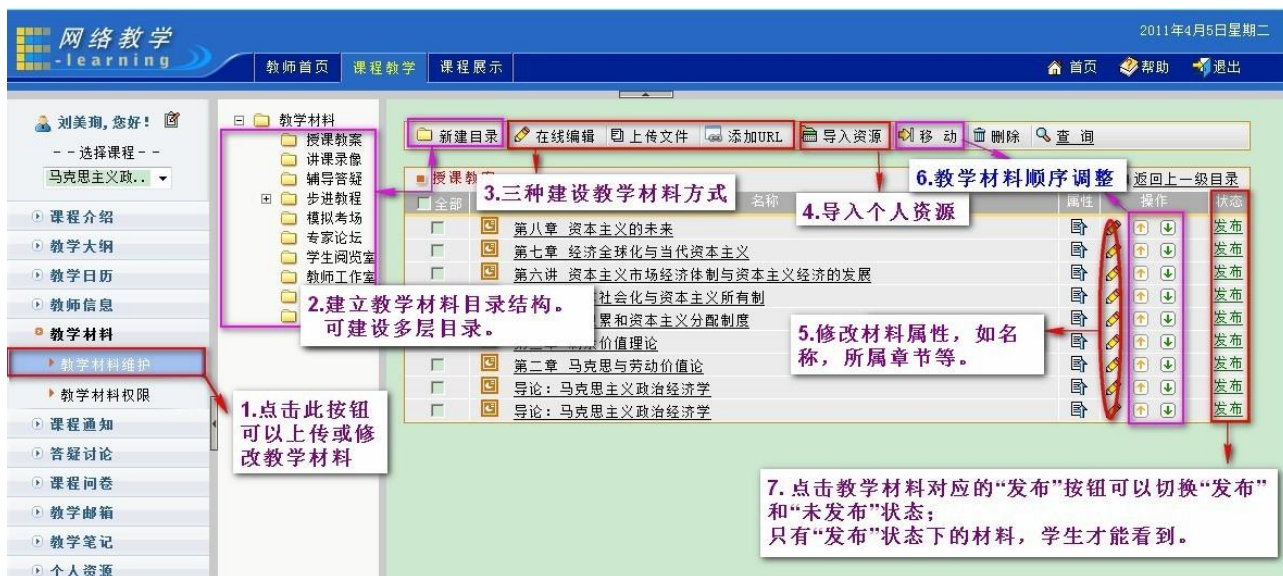 网络教学
-learning
2011年4月5日星期二
教师首页 课程教学 课程展示
首页 帮助 退出
刘美珣，您好！
--选择课程--
马克思主义政..
课程介绍
教学大纲
教学日历
教师信息
教学材料
教学材料维护
教学材料权限
课程通知
答疑讨论
课程问卷
教学邮箱
教学笔记
个人资源
教学材料
授课教案
讲课录像
辅导答疑
步进教程
模拟考场
专家论坛
学生阅览室
教师工作室
新建目录 在线编辑 上传文件 添加URL 导入资源 移 动 删除 查 询
授课教
返回上一级目录
全部 名称 属性 操作 状态
第八章 资本主义的未来 发布
第七章 经济全球化与当代资本主义 发布
第六讲 资本主义市场经济体制与资本主义经济的发展 发布
社会化与资本主义所有制 发布
累和资本主义分配制度 发布
价值理论 发布
第二章 马克思与劳动价值论 发布
导论：马克思主义政治经济学 发布
导论：马克思主义政治经济学 发布
1.点击此按钮
可以上传或修
改教学材料
2.建立教学材料目录结构。
可建设多层目录。
3.三种建设教学材料方式
4.导入个人资源
5.修改材料属性，如名
称，所属章节等。
6.教学材料顺序调整
7. 点击教学材料对应的“发布”按钮可以切换“发布”
和“未发布”状态；
只有“发布”状态下的材料，学生才能看到。